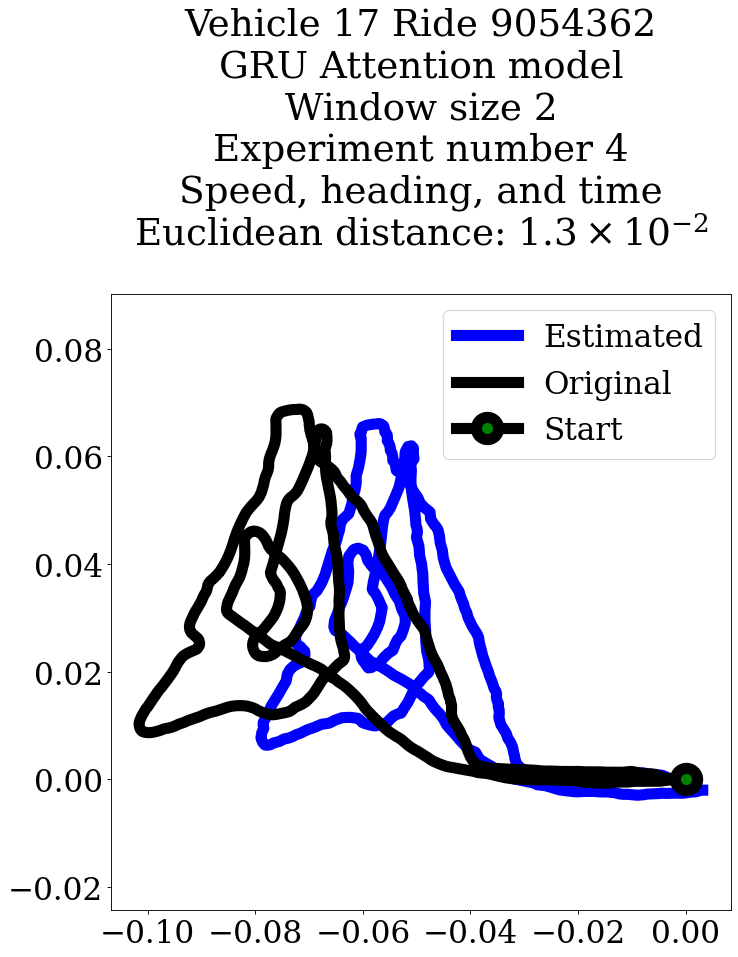 Vehicle 17 Ride 9054362
GRU Attention model
Window size 2
Experiment number 4
Speed, heading, and time
Euclidean distance: 1.3 × 10⁻²
Estimated
Original
Start
0.08
0.06
0.04
0.02
0.00
−0.02
−0.10 −0.08 −0.06 −0.04 −0.02 0.00